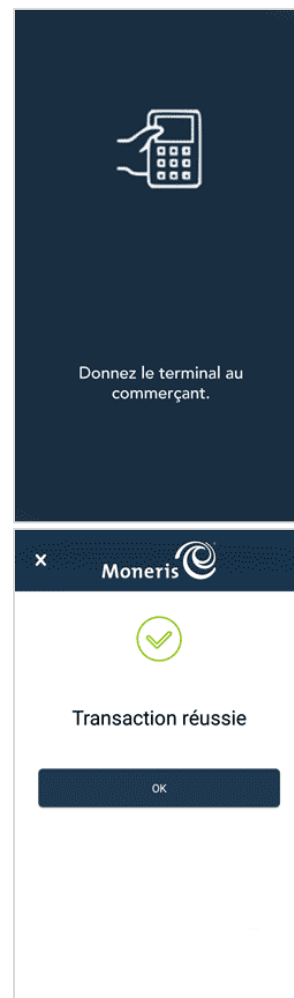 Donnez le terminal au
commerçant.
× Moneris
Transaction réussie
OK